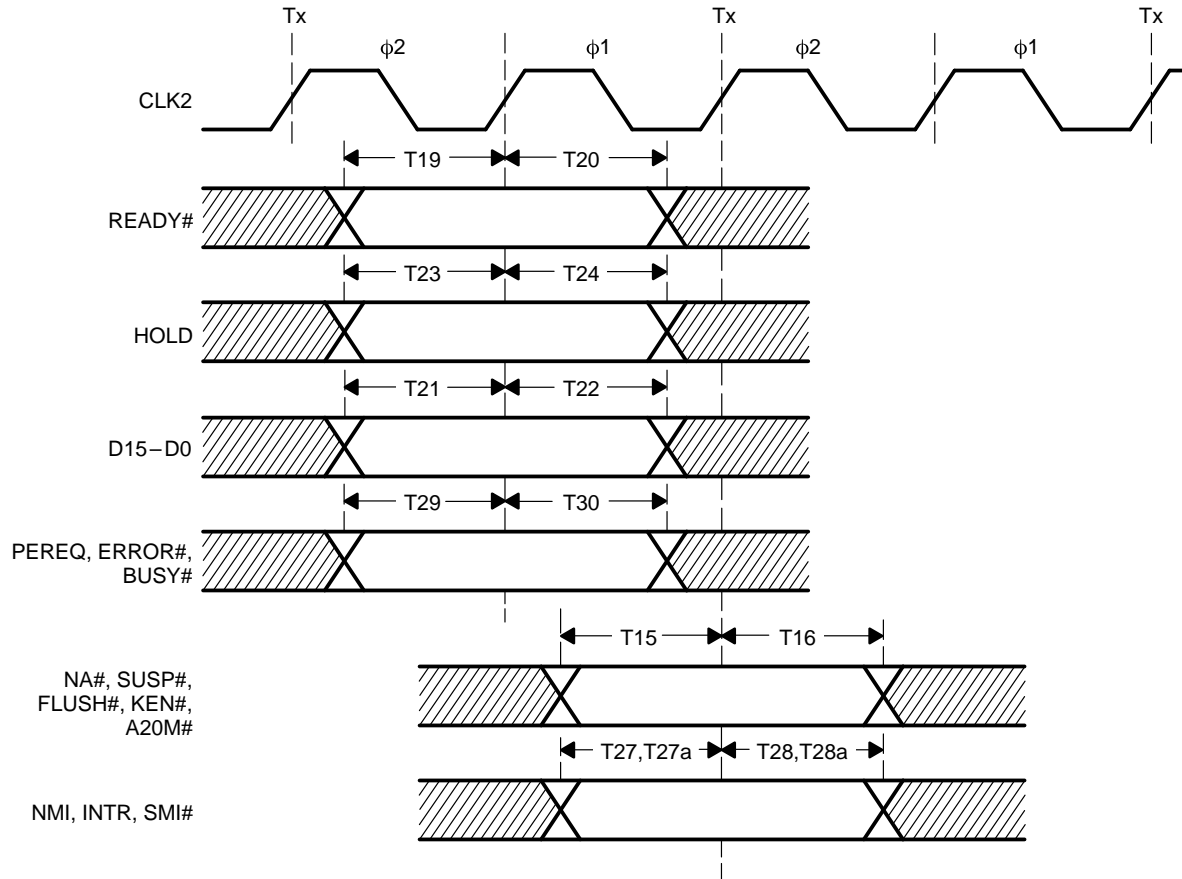 Tx Tx Tx
ϕ2 ϕ1 ϕ2 ϕ1
CLK2
T19 T20
READY#
T23 T24
HOLD
T21 T22
D15–D0
T29 T30
PEREQ, ERROR#,
BUSY#
T15 T16
NA#, SUSP#,
FLUSH#, KEN#,
A20M#
T27,T27a T28,T28a
NMI, INTR, SMI#